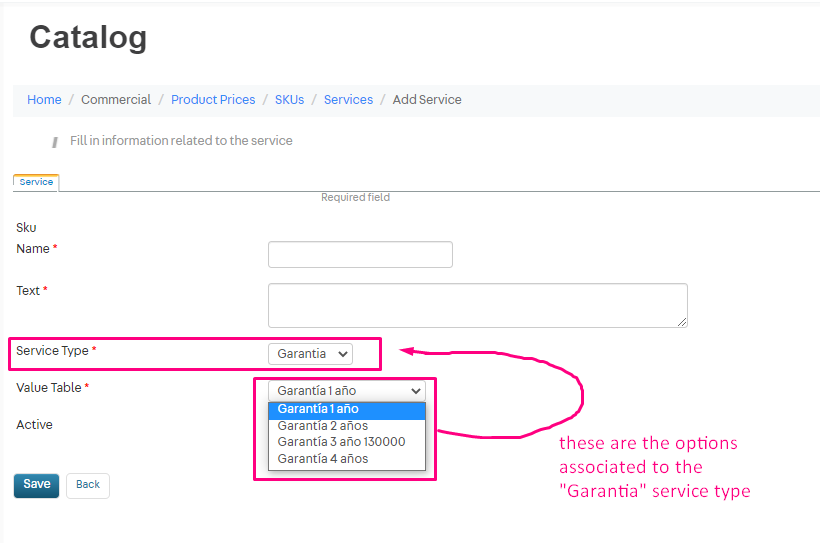 Catalog
Home / Commercial / Product Prices / SKUs / Services / Add Service
Fill in information related to the service
Service
Required field
Sku
Name *
Text *
Service Type *
Garantia
Value Table *
Garantía 1 año
Garantía 1 año
Garantía 2 años
Garantía 3 año 130000
Garantía 4 años
Active
these are the options
associated to the
"Garantia" service type
Save
Back